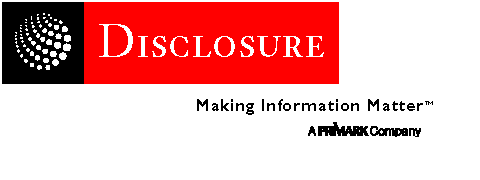 DISCLOSURE
Making Information Matter™
A PRIMARK Company